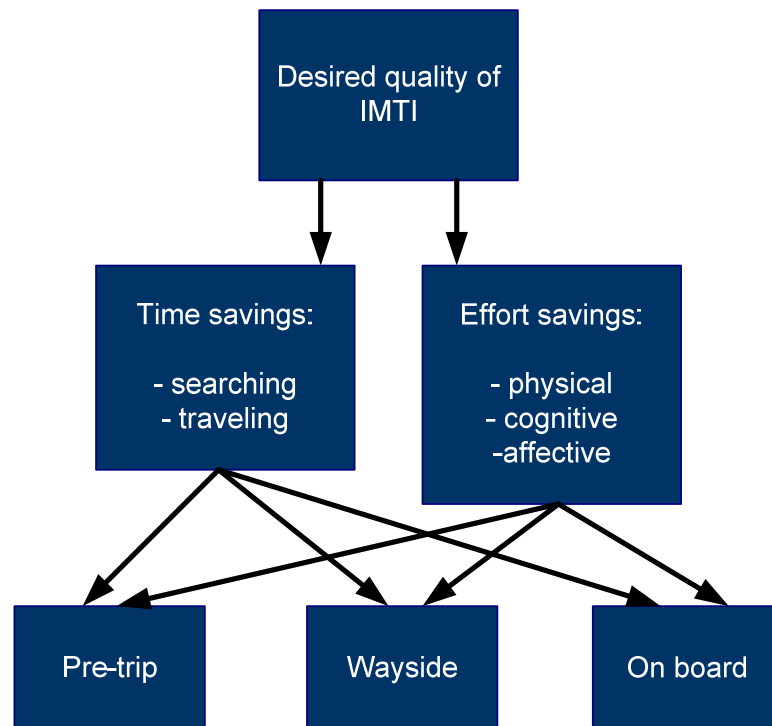 Desired quality of
IMTI
Time savings:
- searching
- traveling
Effort savings:
- physical
- cognitive
-affective
Pre-trip
Wayside
On board